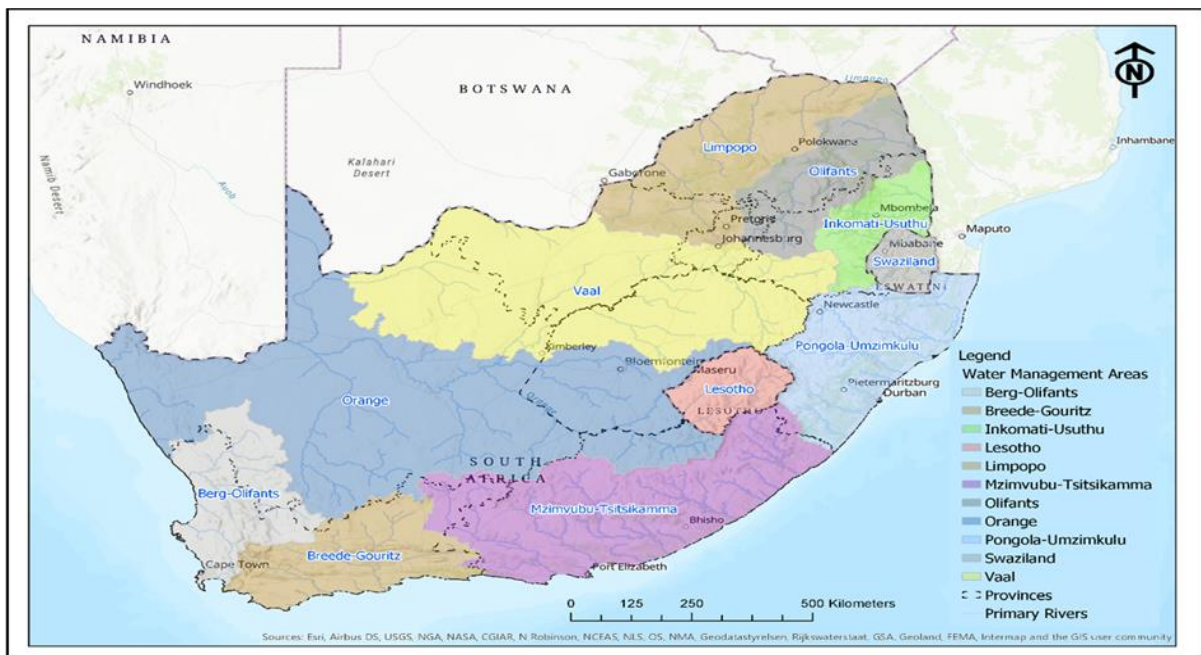 NAMIBIA
Windhoek
BOTSWANA
Umanen
N
Limpopo
Polokwana
Inhambane
Kalahari
Desert
Namib Desert,
Auob
Gaborone
Olifants
Pretoria
Mbombela
Inkomati-Usuthu
Johannesburg
Mbabane
Maputo
Swaziland
ESWATINI
Vaal
Newcastle
Kimberley
Pongola-Umzimkulu
Bloemfontein
Maseru
Lesotho
LESOTHO
Pietermaritzburg
Durban
Orange
Orange
SOUTH
AFRICA
Berg-Olifants
Mzimvubu-Tsitsikamma
Bhisho
Breede-Gouritz
Cape Town
Port Elizabeth
Legend
Water Management Areas
Berg-Olifants
Breede-Gouritz
Inkomati-Usuthu
Lesotho
Limpopo
Mzimvubu-Tsitsikamma
Olifants
Orange
Pongola-Umzimkulu
Swaziland
Vaal
Provinces
Primary Rivers
0 125 250 500 Kilometers
Sources: Esri, Airbus DS, USGS, NGA, NASA, CGIAR, N Robinson, NCEAS, NLS, OS, NMA, Geodatastyrelsen, Rijkswaterstaat, GSA, Geoland, FEMA, Intermap and the GIS user community